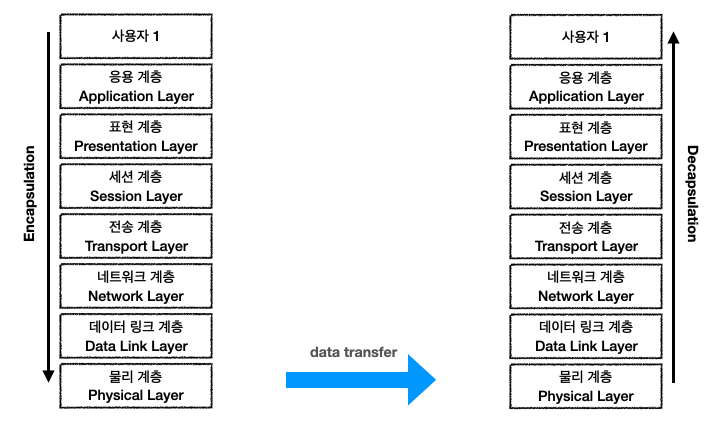 사용자 1
응용 계층
Application Layer
표현 계층
Presentation Layer
세션 계층
Session Layer
전송 계층
Transport Layer
네트워크 계층
Network Layer
데이터 링크 계층
Data Link Layer
물리 계층
Physical Layer
Encapsulation
data transfer
사용자 1
응용 계층
Application Layer
표현 계층
Presentation Layer
세션 계층
Session Layer
전송 계층
Transport Layer
네트워크 계층
Network Layer
데이터 링크 계층
Data Link Layer
물리 계층
Physical Layer
Decapsulation